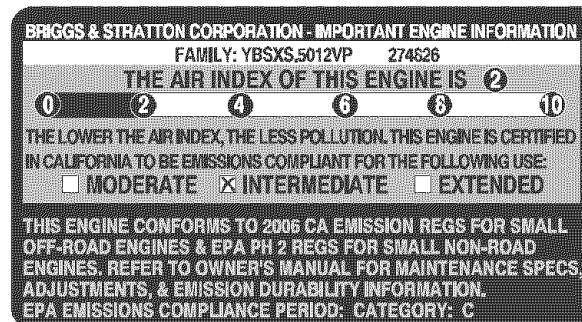 BRIGGS & STRATTON CORPORATION - IMPORTANT ENGINE INFORMATION
FAMILY: YBSXS.5012VP 274826
THE AIR INDEX OF THIS ENGINE IS 2
0 2 4 6 8 10
THE LOWER THE AIR INDEX, THE LESS POLLUTION. THIS ENGINE IS CERTIFIED
IN CALIFORNIA TO BE EMISSIONS COMPLIANT FOR THE FOLLOWING USE:
MODERATE INTERMEDIATE EXTENDED
THIS ENGINE CONFORMS TO 2006 CA EMISSION REGS FOR SMALL
OFF-ROAD ENGINES & EPA PH 2 REGS FOR SMALL NON-ROAD
ENGINES. REFER TO OWNER'S MANUAL FOR MAINTENANCE SPECS,
ADJUSTMENTS, & EMISSION DURABILITY INFORMATION.
EPA EMISSIONS COMPLIANCE PERIOD: CATEGORY: C